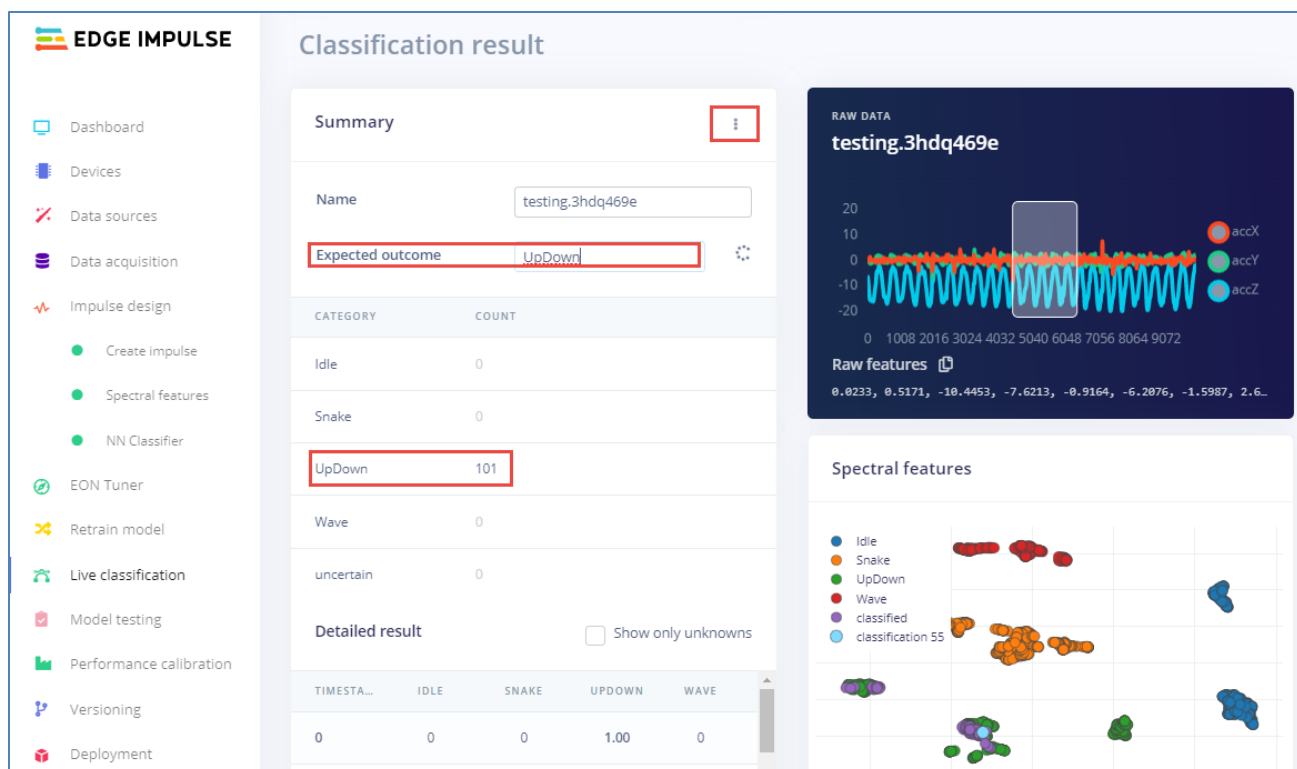 EDGE IMPULSE
Dashboard
Devices
Data sources
Data acquisition
Impulse design
Create impulse
Spectral features
NN Classifier
EON Tuner
Retrain model
Live classification
Model testing
Performance calibration
Versioning
Deployment
Classification result
Summary
Name testing.3hdq469e
Expected outcome UpDown
CATEGORY COUNT
Idle 0
Snake 0
UpDown 101
Wave 0
uncertain 0
Detailed result Show only unknowns
TIMESTA... IDLE SNAKE UPDOWN WAVE
0 0 0 1.00 0
RAW DATA
testing.3hdq469e
20
10
0
-10
-20
accX
accY
accZ
0 1008 2016 3024 4032 5040 6048 7056 8064 9072
Raw features
0.0233, 0.5171, -10.4453, -7.6213, -0.9164, -6.2076, -1.5987, 2.6…
Spectral features
Idle
Snake
UpDown
Wave
classified
classification 55